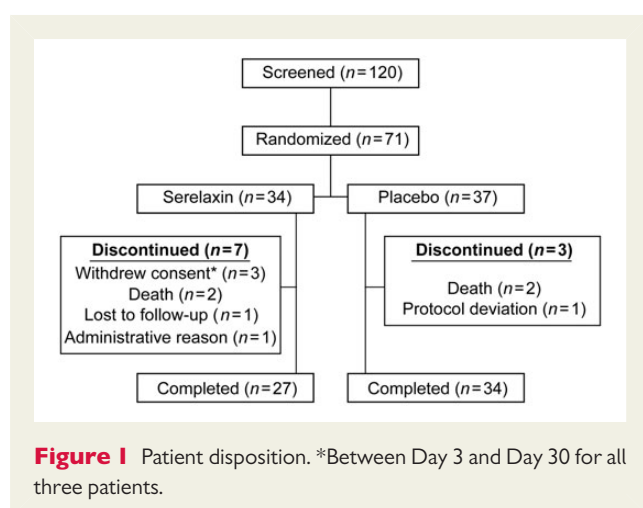 Screened (n=120)
Randomized (n=71)
Serelaxin (n=34)
Placebo (n=37)
Discontinued (n=7)
Withdrew consent* (n=3)
Death (n=2)
Lost to follow-up (n=1)
Administrative reason (n=1)
Discontinued (n=3)
Death (n=2)
Protocol deviation (n=1)
Completed (n=27)
Completed (n=34)
Figure 1 Patient disposition. *Between Day 3 and Day 30 for all
three patients.